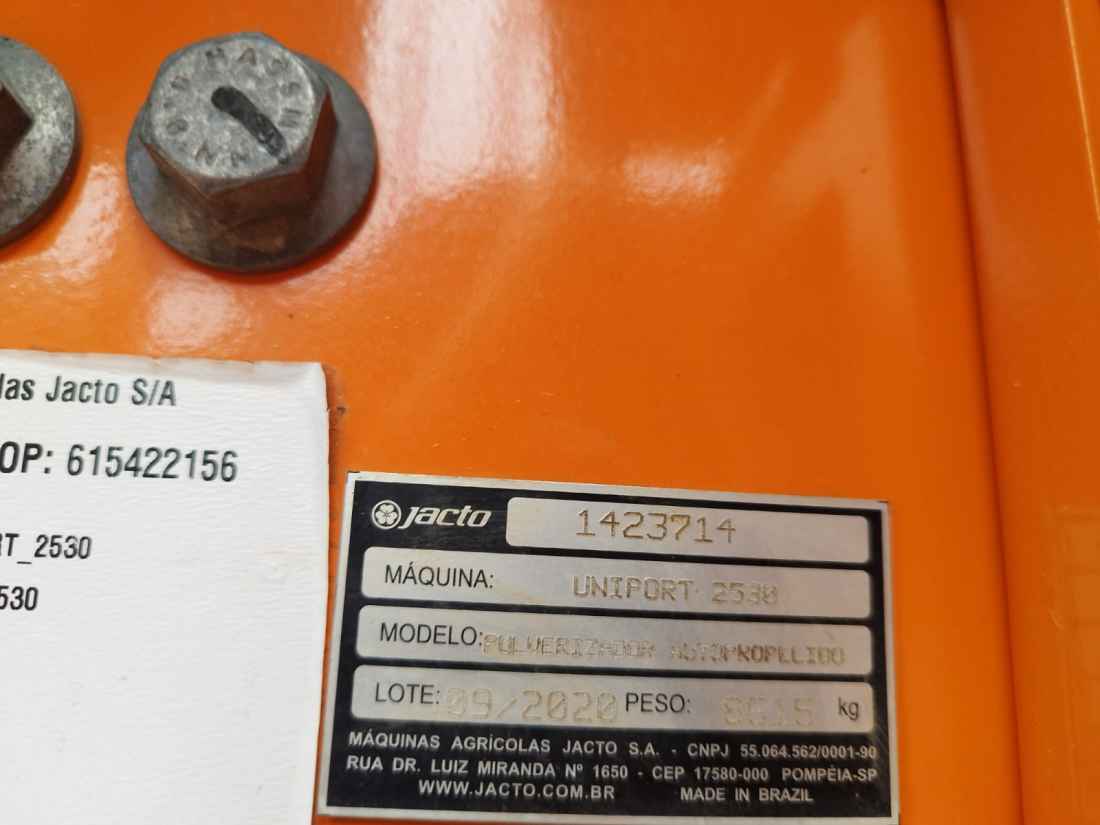 las Jacto S/A
OP: 615422156
RT_2530
530
jacto 1423714
MÁQUINA: UNIPORT 2530
MODELO: PULVERIZADOR AUTOPROPELIDO
LOTE: 09/2020 PESO: kg
MÁQUINAS AGRÍCOLAS JACTO S.A. - CNPJ 55.064.562/0001-90
RUA DR. LUIZ MIRANDA Nº 1650 - CEP 17580-000 POMPÉIA-SP
WWW.JACTO.COM.BR MADE IN BRAZIL